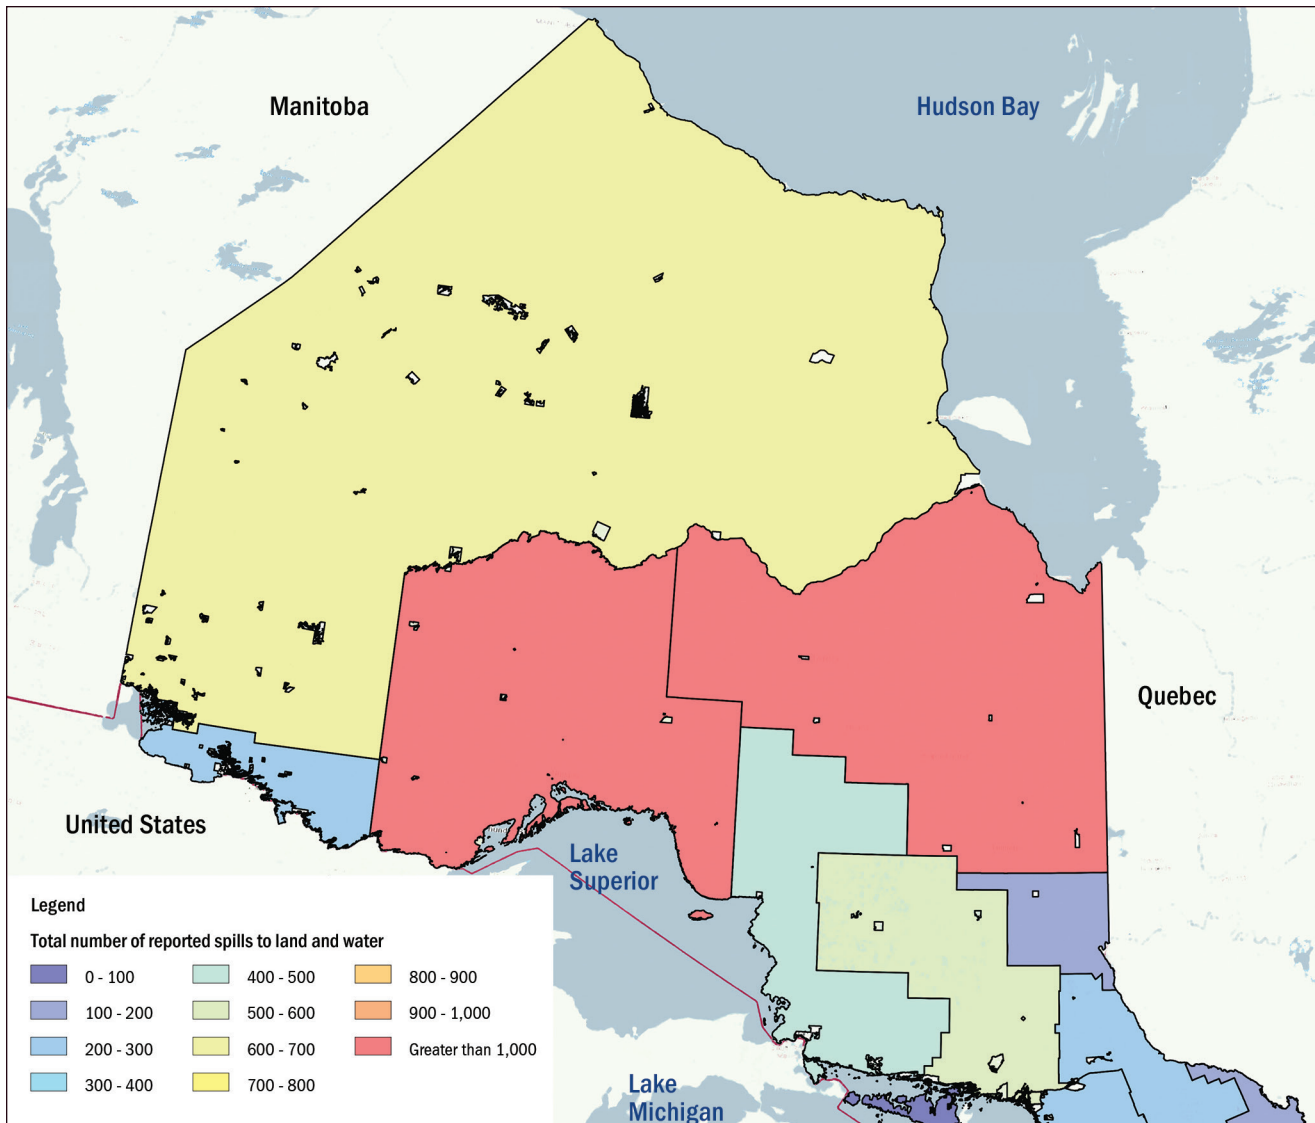 Manitoba
Hudson Bay
Quebec
United States
Lake
Superior
Lake
Michigan
Legend
Total number of reported spills to land and water
0 - 100
100 - 200
200 - 300
300 - 400
400 - 500
500 - 600
600 - 700
700 - 800
800 - 900
900 - 1,000
Greater than 1,000